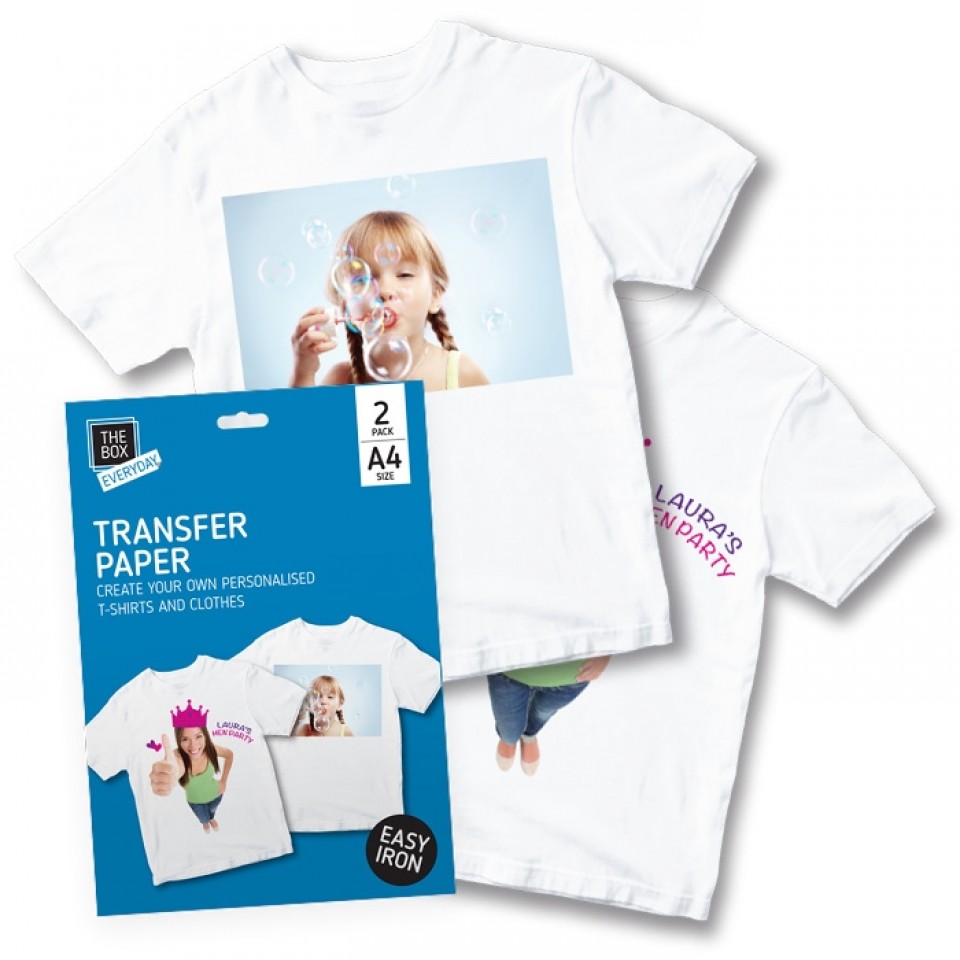 THE
BOX
EVERYDAY
2
PACK
A4
SIZE
TRANSFER
PAPER
CREATE YOUR OWN PERSONALISED
T-SHIRTS AND CLOTHES
LAURA'S
HEN PARTY
EASY
IRON
LAURA'S
EN PARTY